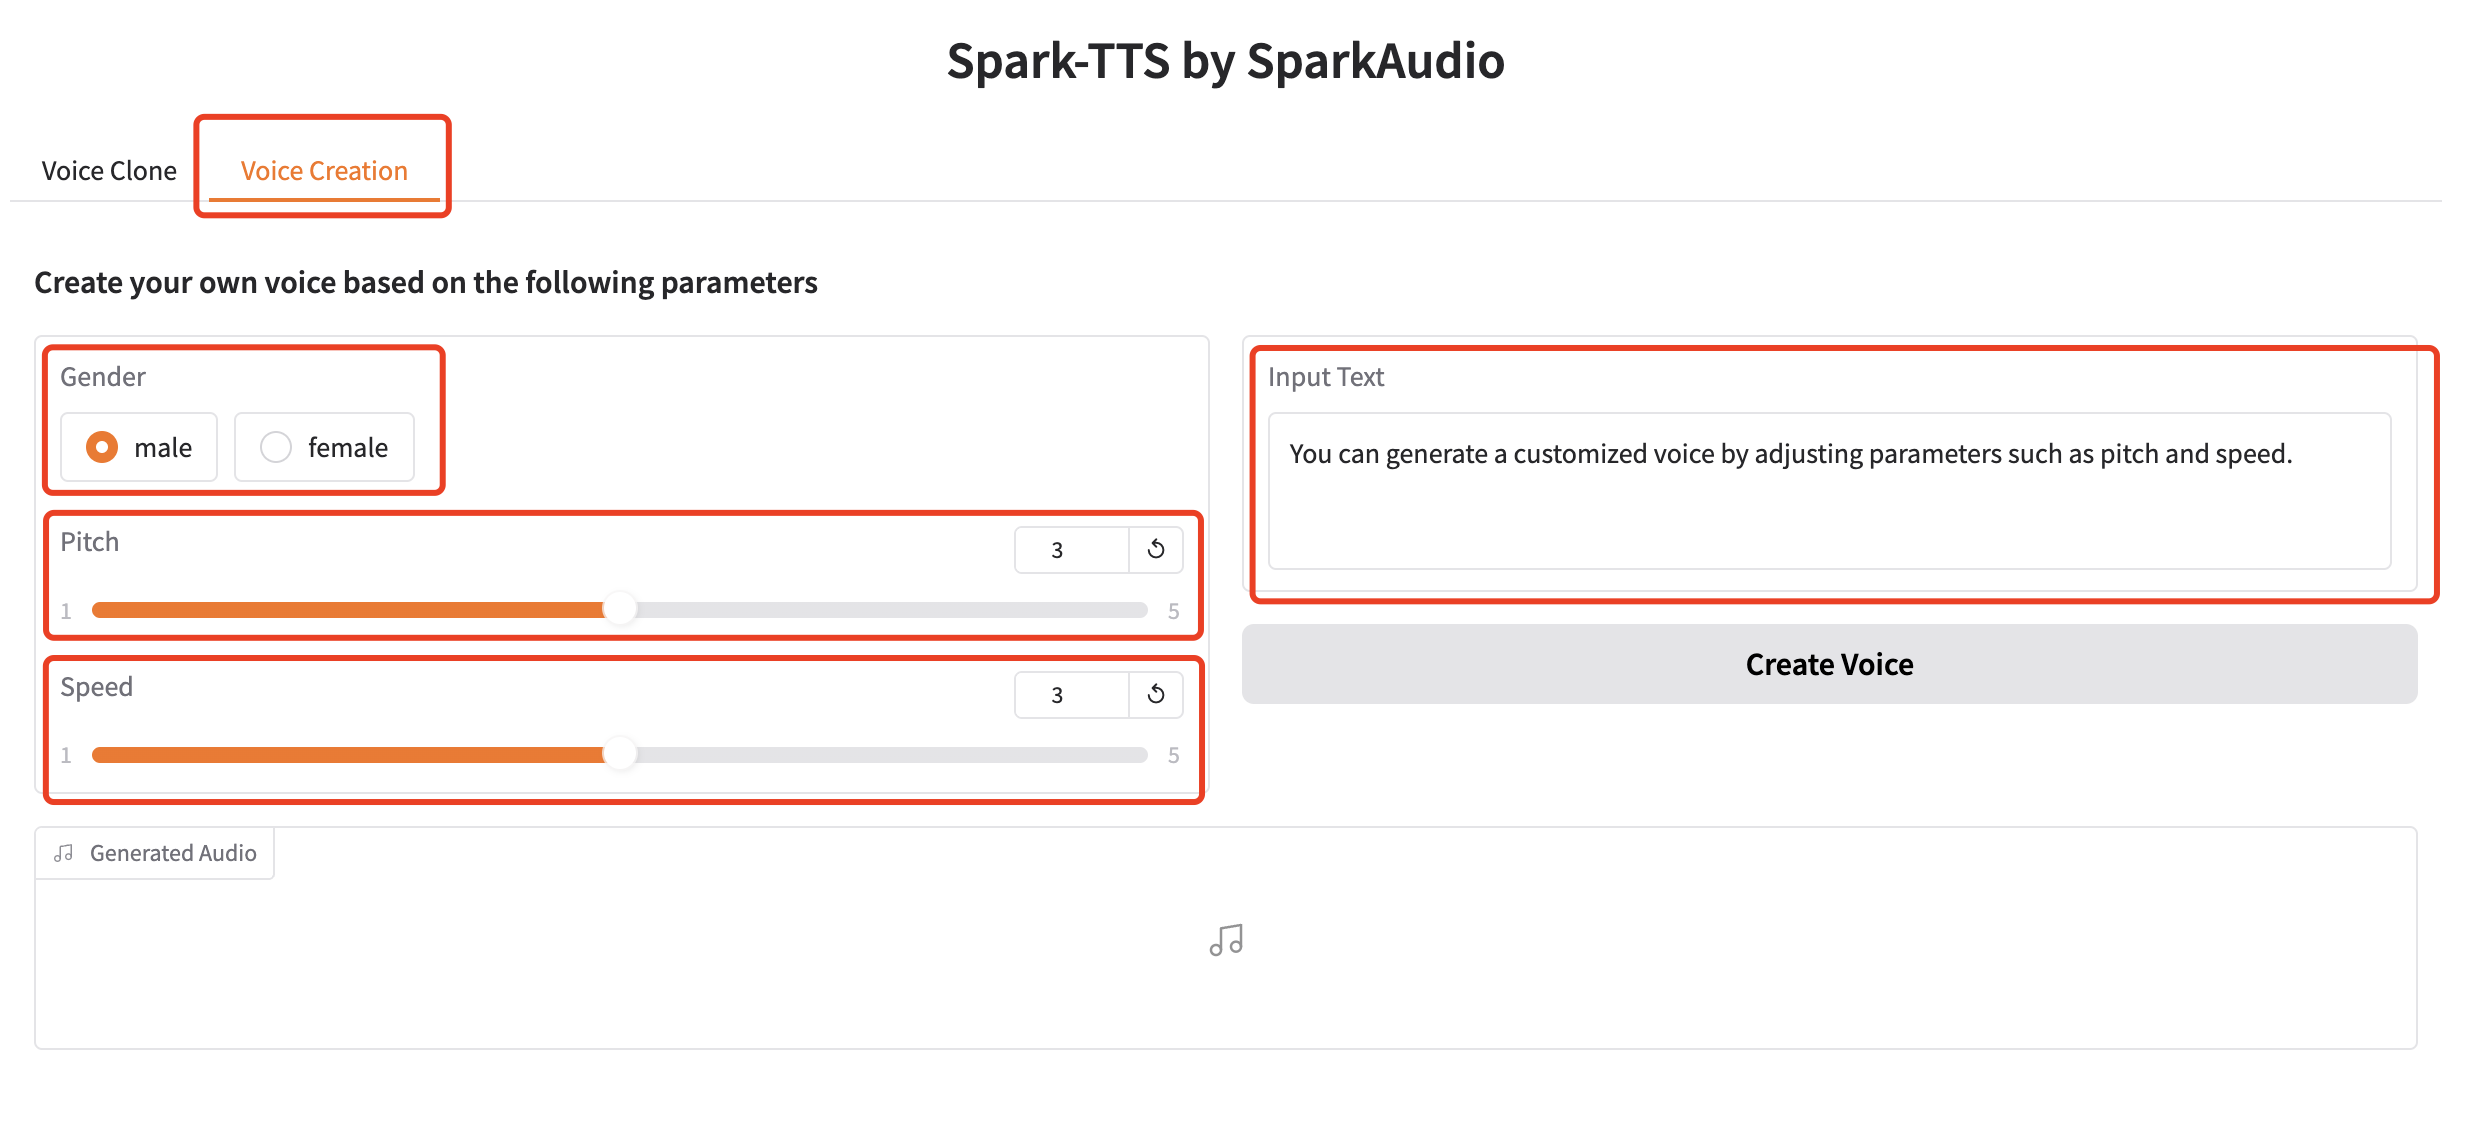 Spark-TTS by SparkAudio
Voice Clone
Voice Creation
Create your own voice based on the following parameters
Gender
male
female
Pitch
3
1
5
Speed
3
1
5
Input Text
You can generate a customized voice by adjusting parameters such as pitch and speed.
Create Voice
Generated Audio